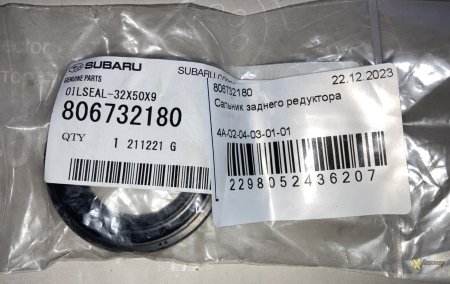 SUBARU
GENUINE PARTS
SUBARU CO
OILSEAL-32X50X9
806732180
QTY 1 211221 G
806732180
22.12.2023
Сальник заднего редуктора
4A-02-04-03-01-01
2298052436207